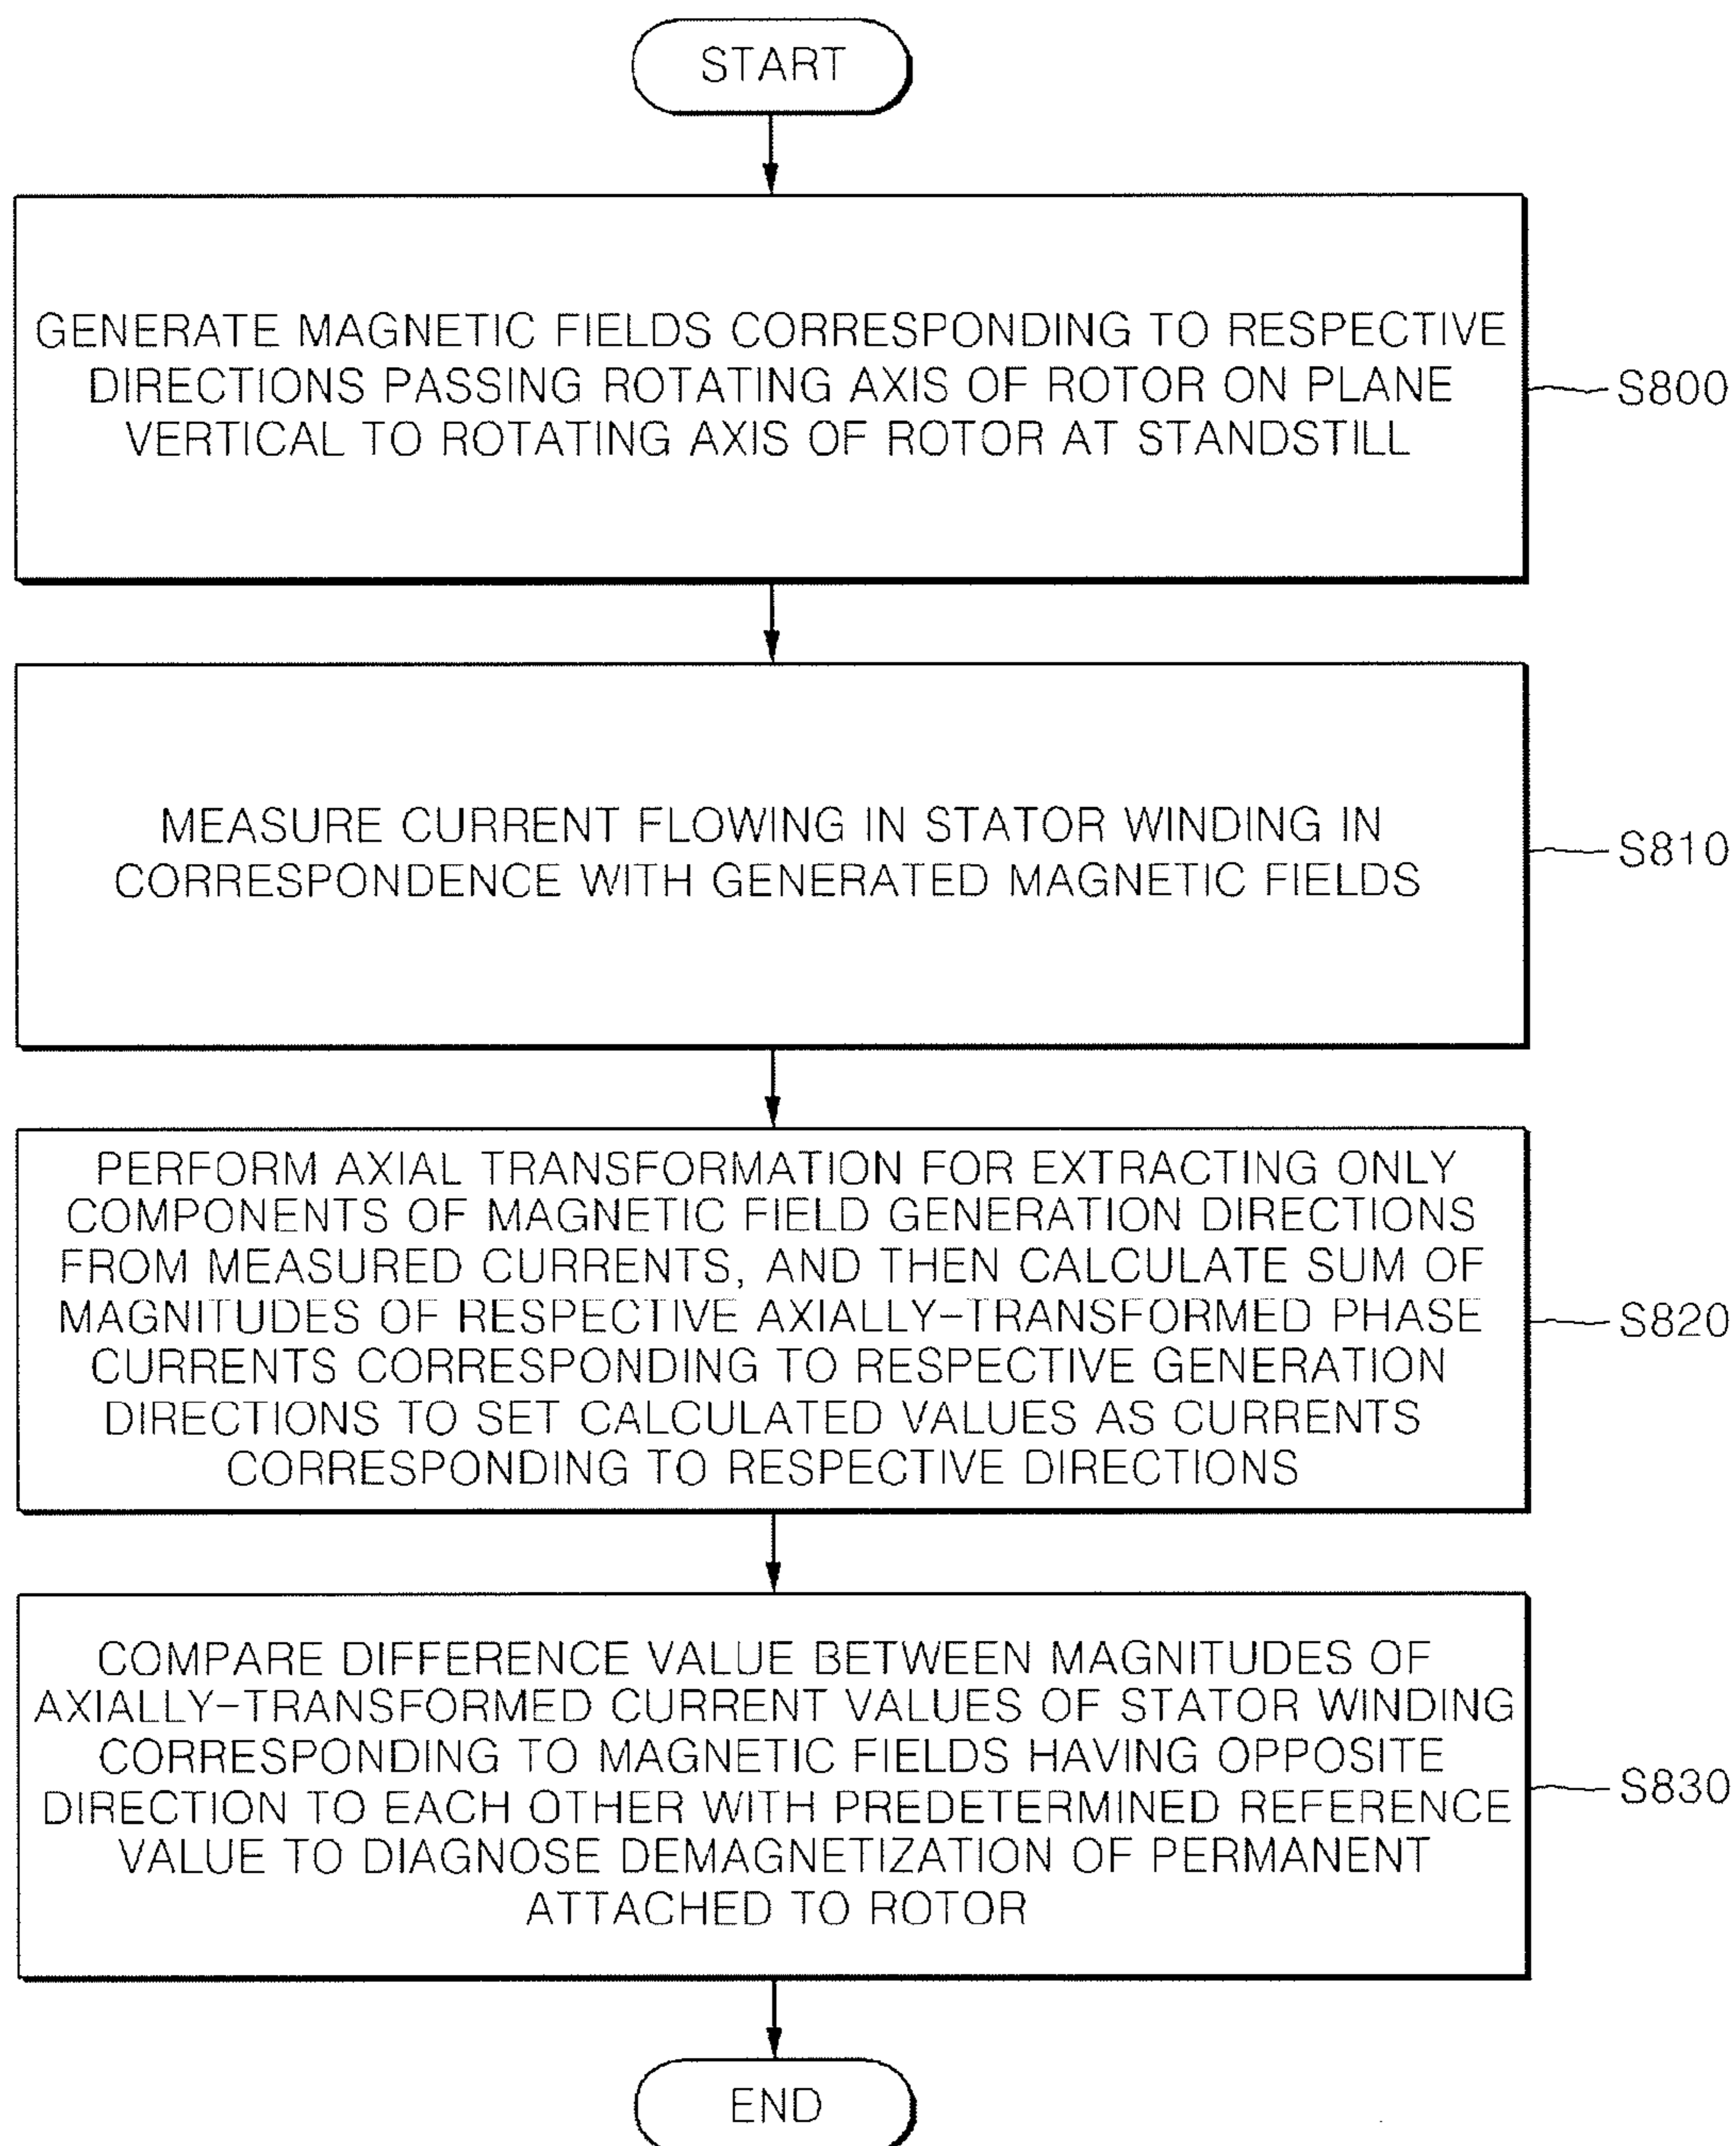 START
GENERATE MAGNETIC FIELDS CORRESPONDING TO RESPECTIVE
DIRECTIONS PASSING ROTATING AXIS OF ROTOR ON PLANE
VERTICAL TO ROTATING AXIS OF ROTOR AT STANDSTILL
S800
MEASURE CURRENT FLOWING IN STATOR WINDING IN
CORRESPONDENCE WITH GENERATED MAGNETIC FIELDS
S810
PERFORM AXIAL TRANSFORMATION FOR EXTRACTING ONLY
COMPONENTS OF MAGNETIC FIELD GENERATION DIRECTIONS
FROM MEASURED CURRENTS, AND THEN CALCULATE SUM OF
MAGNITUDES OF RESPECTIVE AXIALLY-TRANSFORMED PHASE
CURRENTS CORRESPONDING TO RESPECTIVE GENERATION
DIRECTIONS TO SET CALCULATED VALUES AS CURRENTS
CORRESPONDING TO RESPECTIVE DIRECTIONS
S820
COMPARE DIFFERENCE VALUE BETWEEN MAGNITUDES OF
AXIALLY-TRANSFORMED CURRENT VALUES OF STATOR WINDING
CORRESPONDING TO MAGNETIC FIELDS HAVING OPPOSITE
DIRECTION TO EACH OTHER WITH PREDETERMINED REFERENCE
VALUE TO DIAGNOSE DEMAGNETIZATION OF PERMANENT
ATTACHED TO ROTOR
S830
END